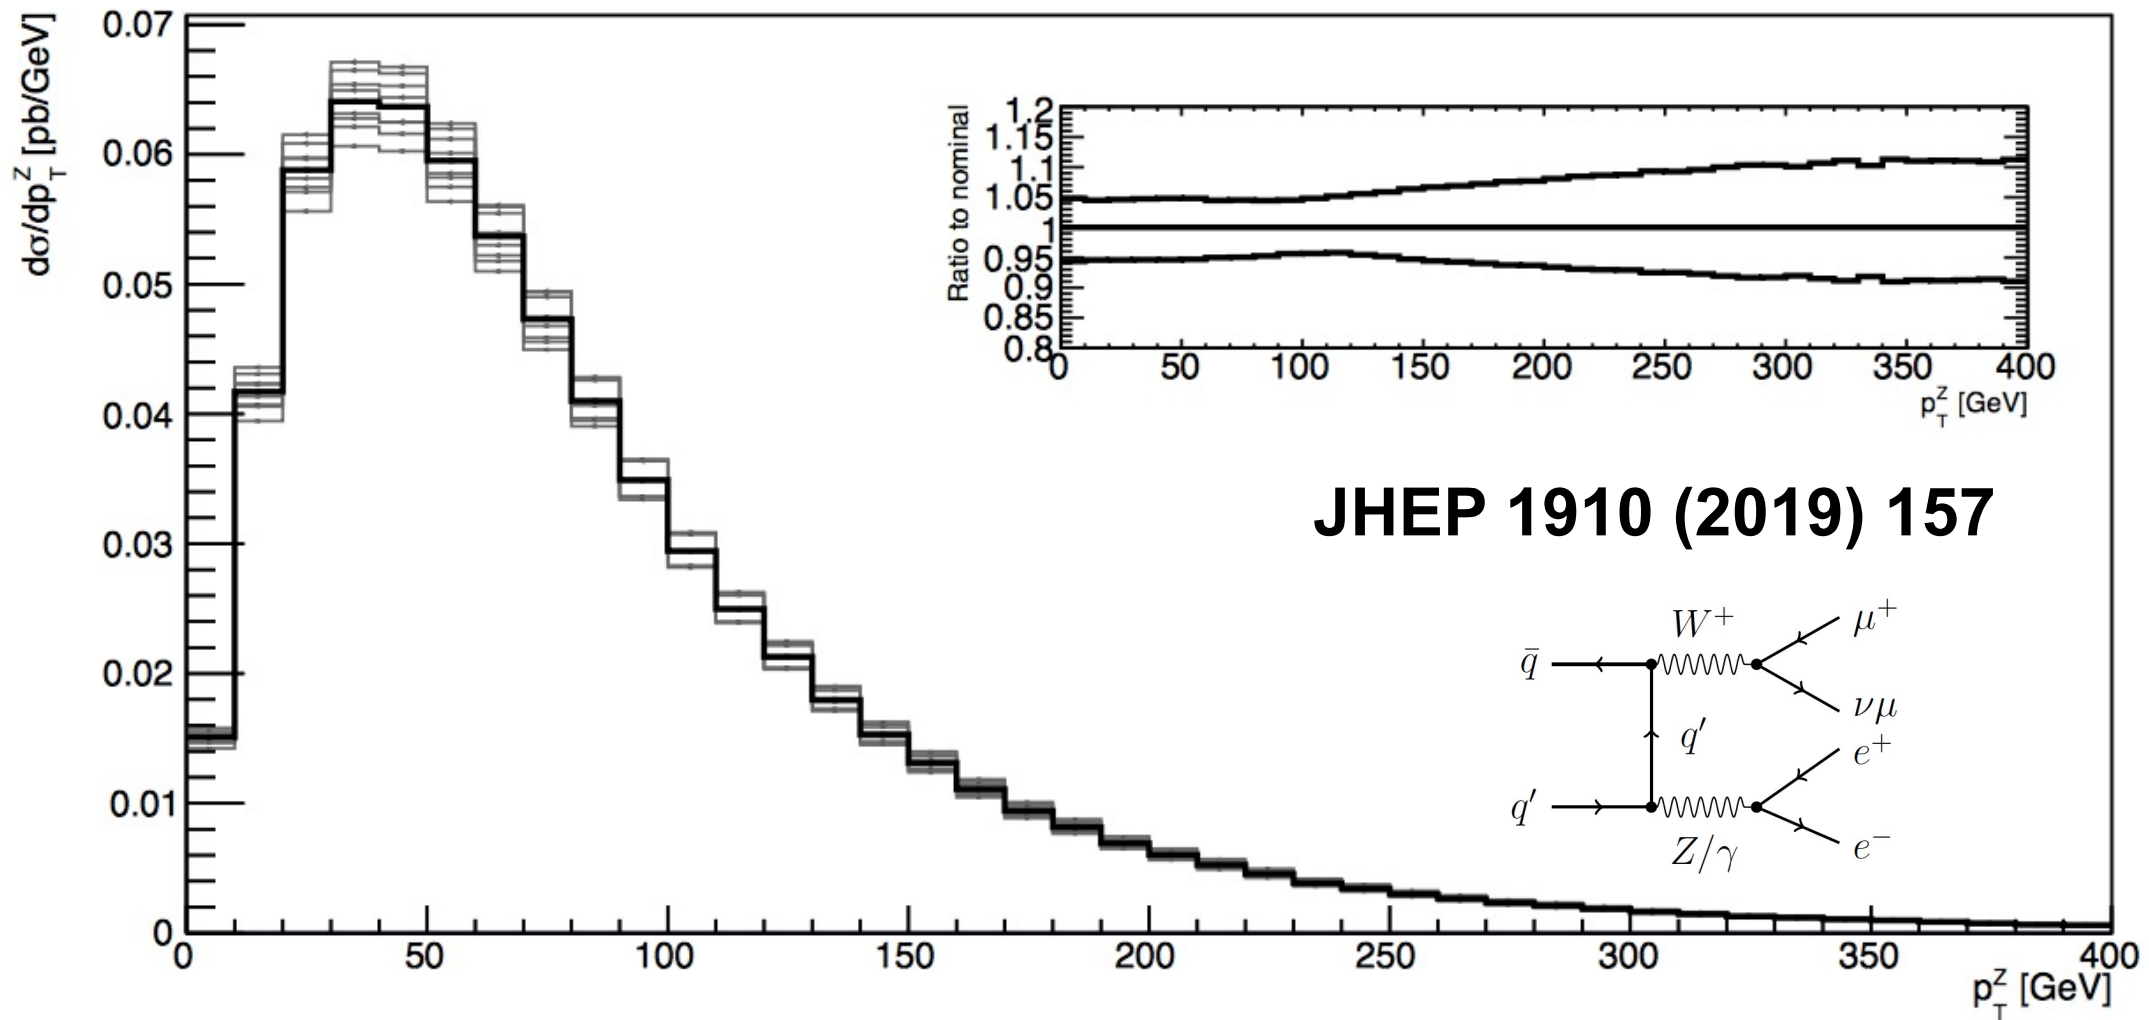 dσ/dp_T^Z [pb/GeV]
0.07
0.06
0.05
0.04
0.03
0.02
0.01
0
0 50 100 150 200 250 300 350 400
p_T^Z [GeV]
Ratio to nominal
1.2
1.15
1.1
1.05
1
0.95
0.9
0.85
0.8
0 50 100 150 200 250 300 350 400
p_T^Z [GeV]
JHEP 1910 (2019) 157
W⁺
μ⁺
q̄
νμ
q′
e⁺
q′
Z/γ
e⁻